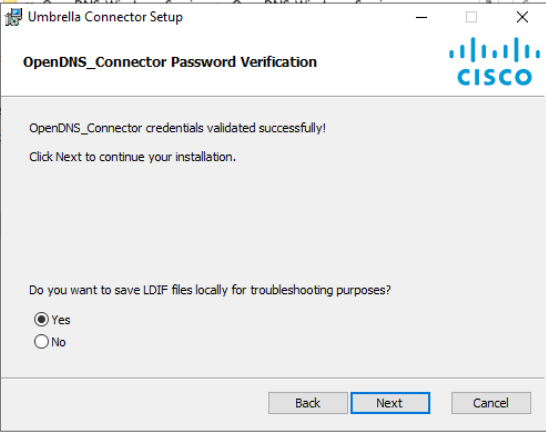 Umbrella Connector Setup
OpenDNS_Connector Password Verification
CISCO
OpenDNS_Connector credentials validated successfully!
Click Next to continue your installation.
Do you want to save LDIF files locally for troubleshooting purposes?
Yes
No
Back
Next
Cancel